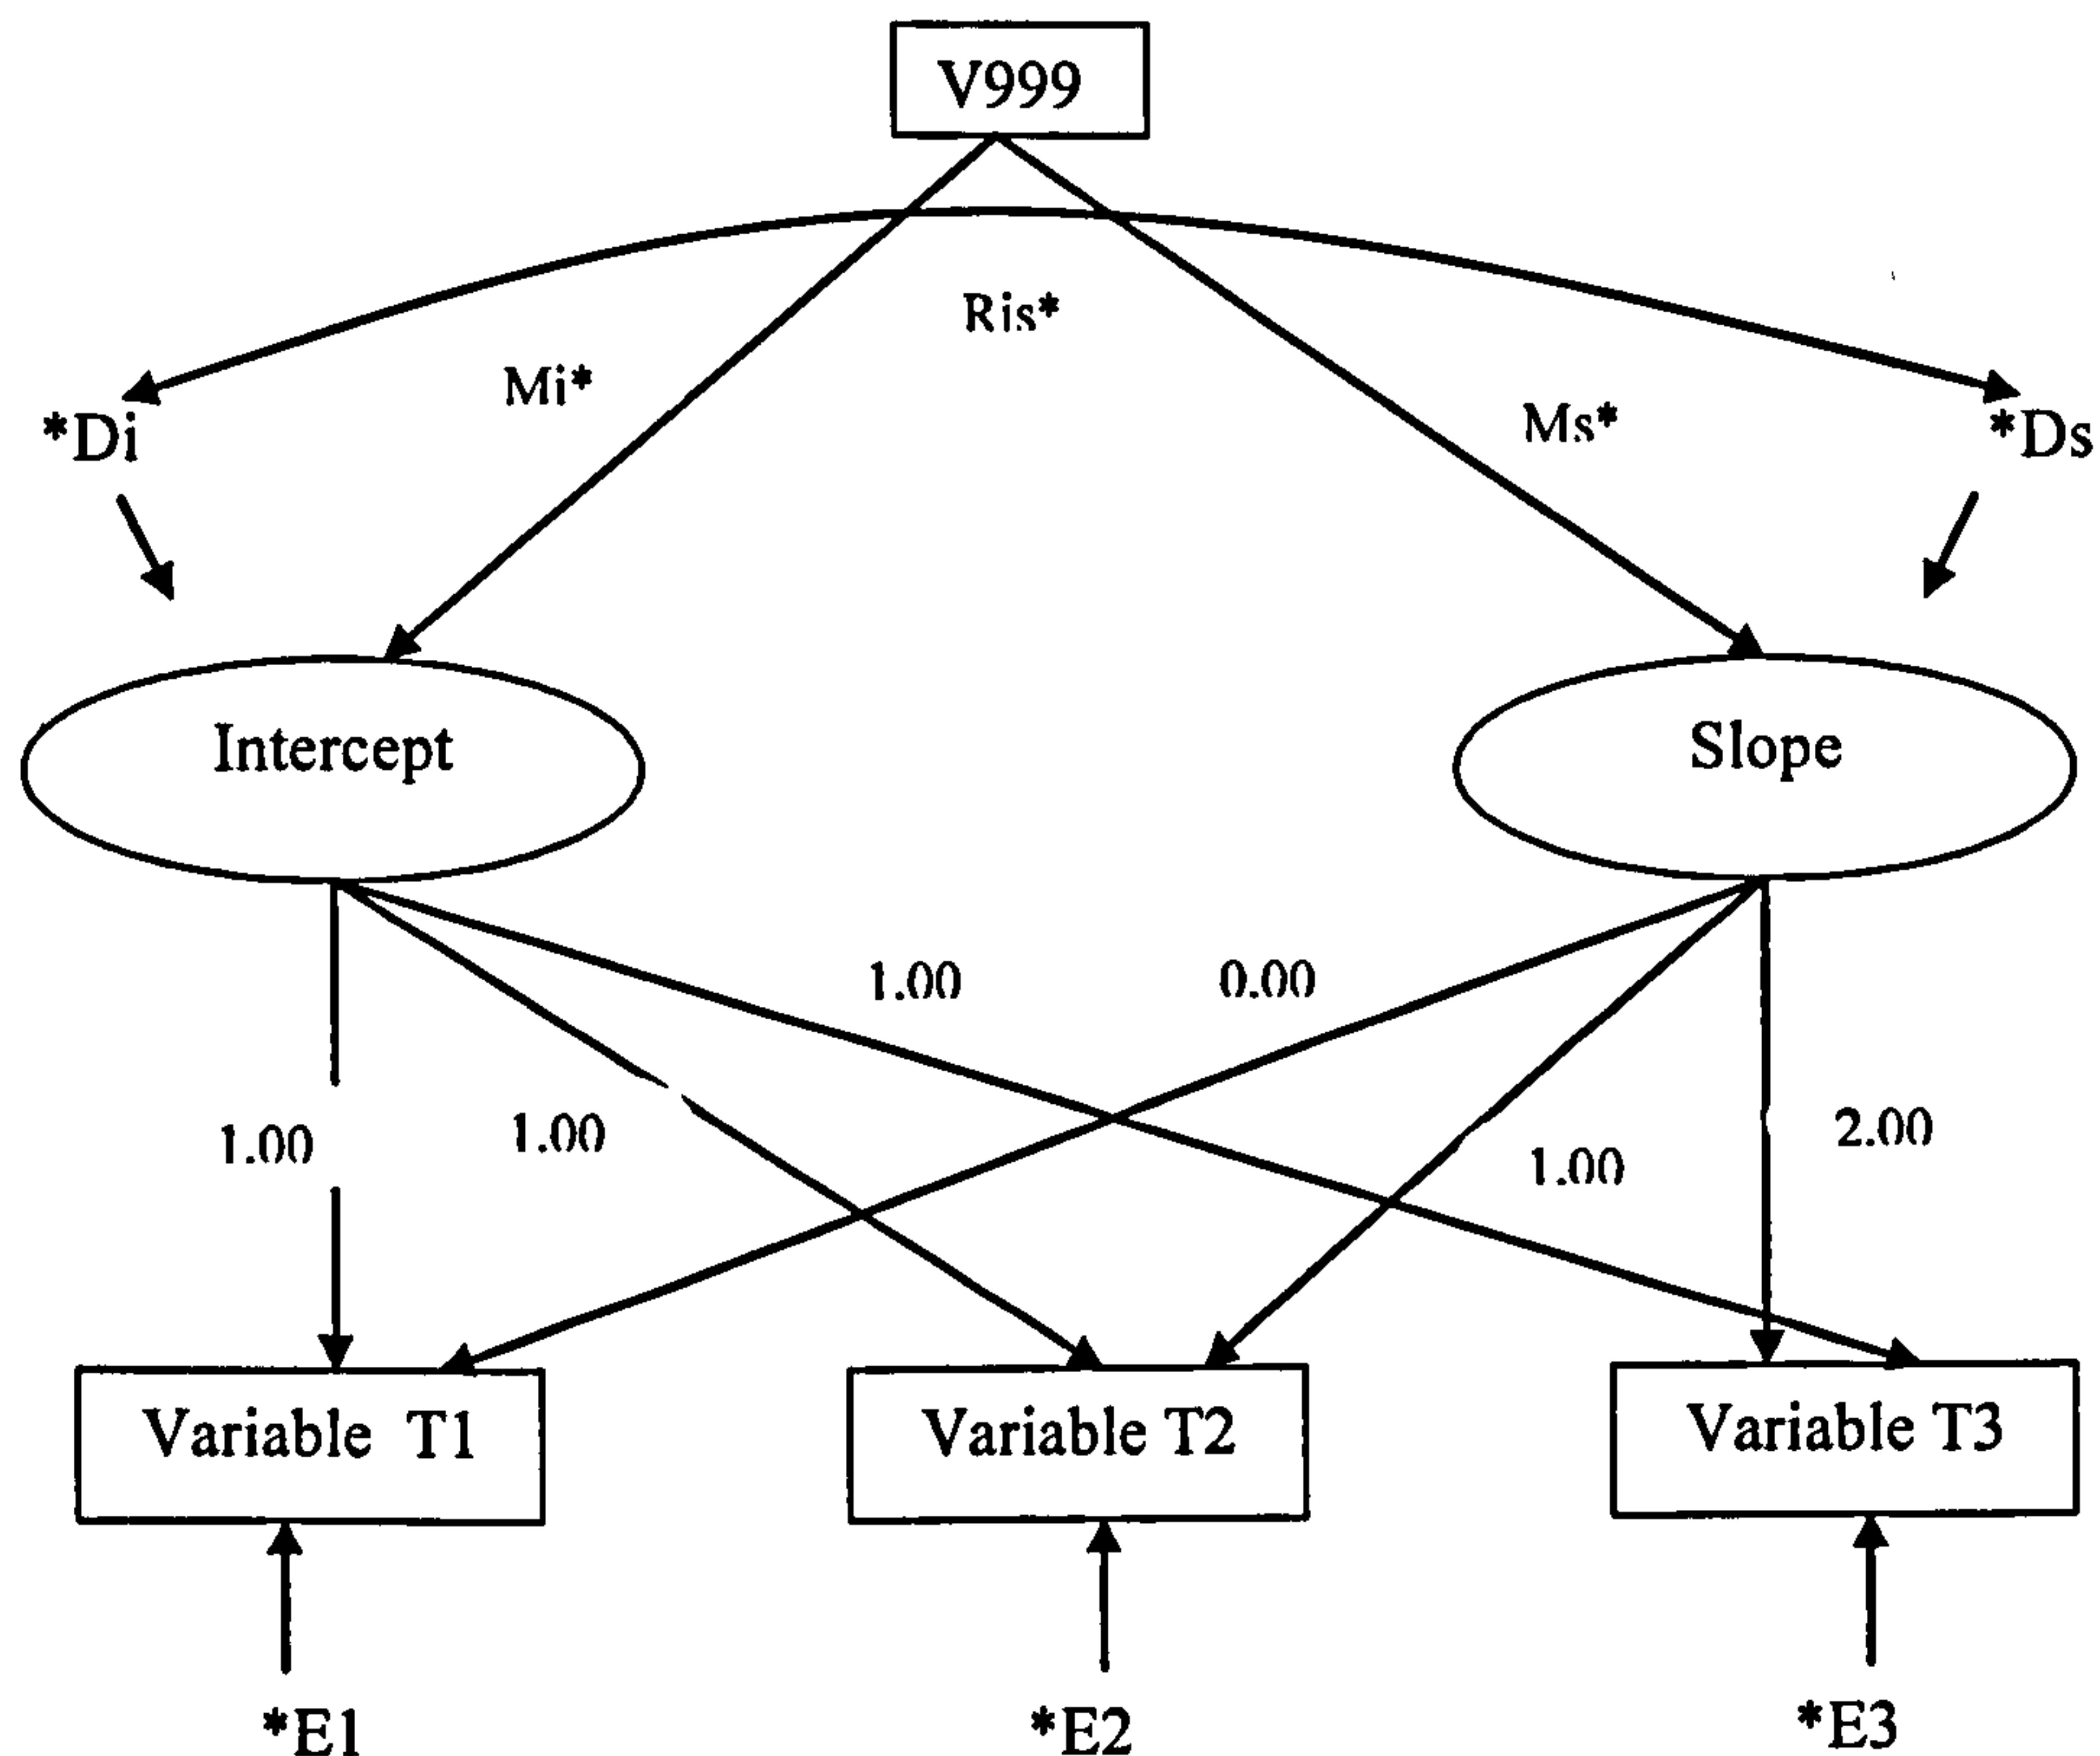 V999
Ris*
Mi*
Ms*
*Di
*Ds
Intercept
Slope
1.00
0.00
1.00
1.00
1.00
2.00
Variable T1
Variable T2
Variable T3
*E1
*E2
*E3